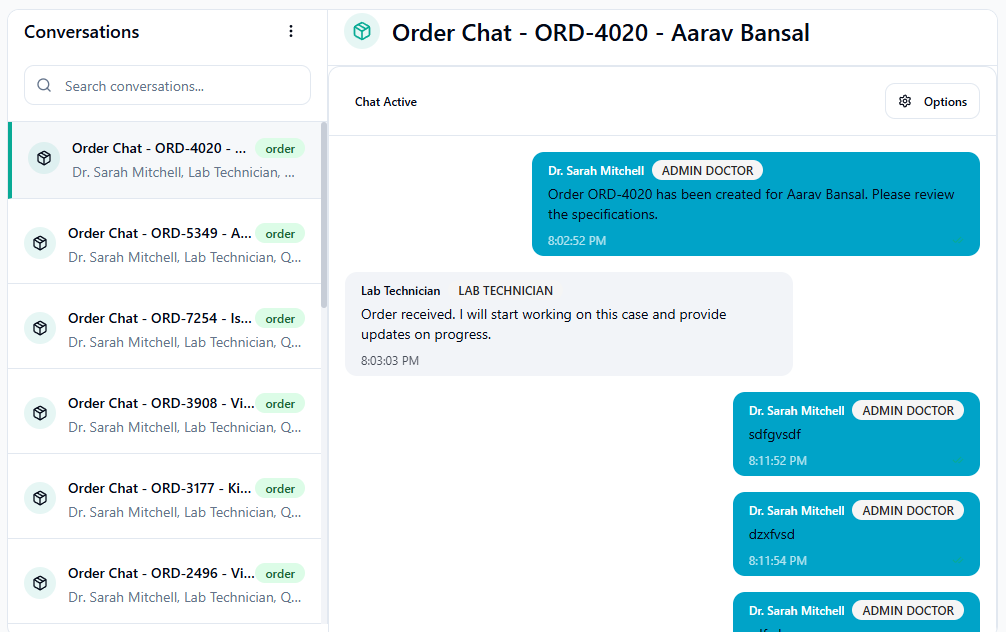 Conversations
Search conversations...
Order Chat - ORD-4020 - ...
order
Dr. Sarah Mitchell, Lab Technician, ...
Order Chat - ORD-5349 - A...
order
Dr. Sarah Mitchell, Lab Technician, Q...
Order Chat - ORD-7254 - Is...
order
Dr. Sarah Mitchell, Lab Technician, Q...
Order Chat - ORD-3908 - Vi...
order
Dr. Sarah Mitchell, Lab Technician, Q...
Order Chat - ORD-3177 - Ki...
order
Dr. Sarah Mitchell, Lab Technician, Q...
Order Chat - ORD-2496 - Vi...
order
Dr. Sarah Mitchell, Lab Technician, Q...
Order Chat - ORD-4020 - Aarav Bansal
Chat Active
Options
Dr. Sarah Mitchell ADMIN DOCTOR
Order ORD-4020 has been created for Aarav Bansal. Please review
the specifications.
8:02:52 PM
Lab Technician LAB TECHNICIAN
Order received. I will start working on this case and provide
updates on progress.
8:03:03 PM
Dr. Sarah Mitchell ADMIN DOCTOR
sdfgvsdf
8:11:52 PM
Dr. Sarah Mitchell ADMIN DOCTOR
dzxfvsd
8:11:54 PM
Dr. Sarah Mitchell ADMIN DOCTOR